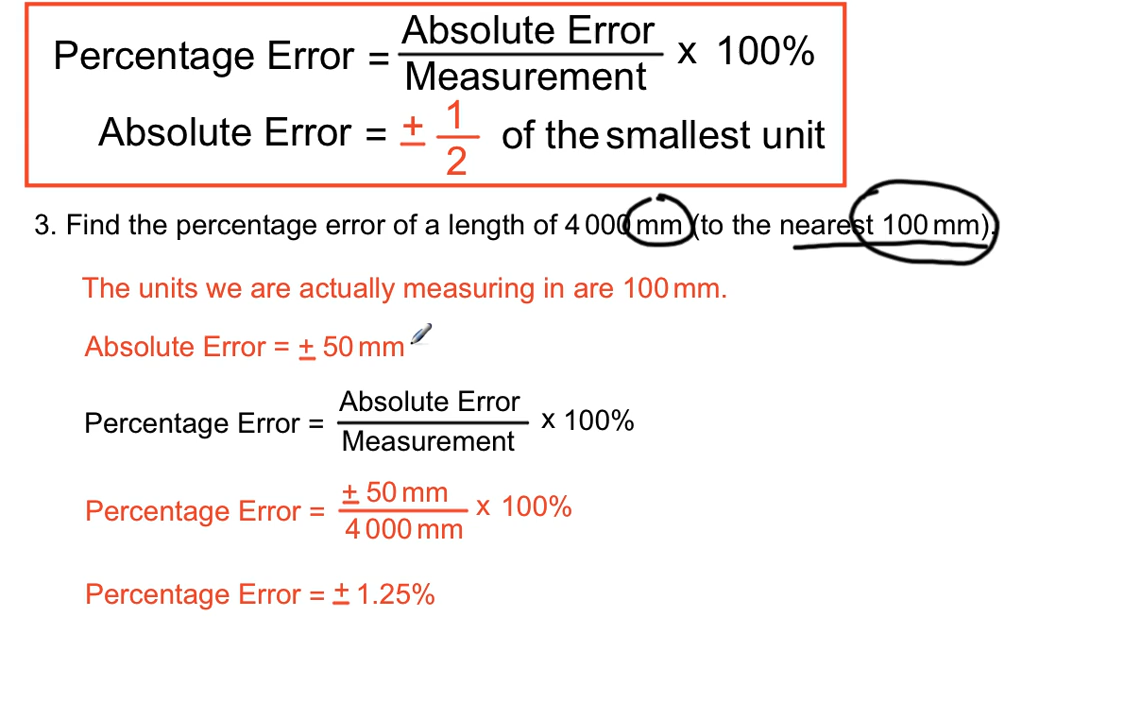 Percentage Error = Absolute Error / Measurement x 100%
Absolute Error = ± 1/2 of the smallest unit
3. Find the percentage error of a length of 4 000 mm (to the nearest 100 mm).
The units we are actually measuring in are 100 mm.
Absolute Error = ± 50 mm
Percentage Error = Absolute Error / Measurement x 100%
Percentage Error = ± 50 mm / 4 000 mm x 100%
Percentage Error = ± 1.25%